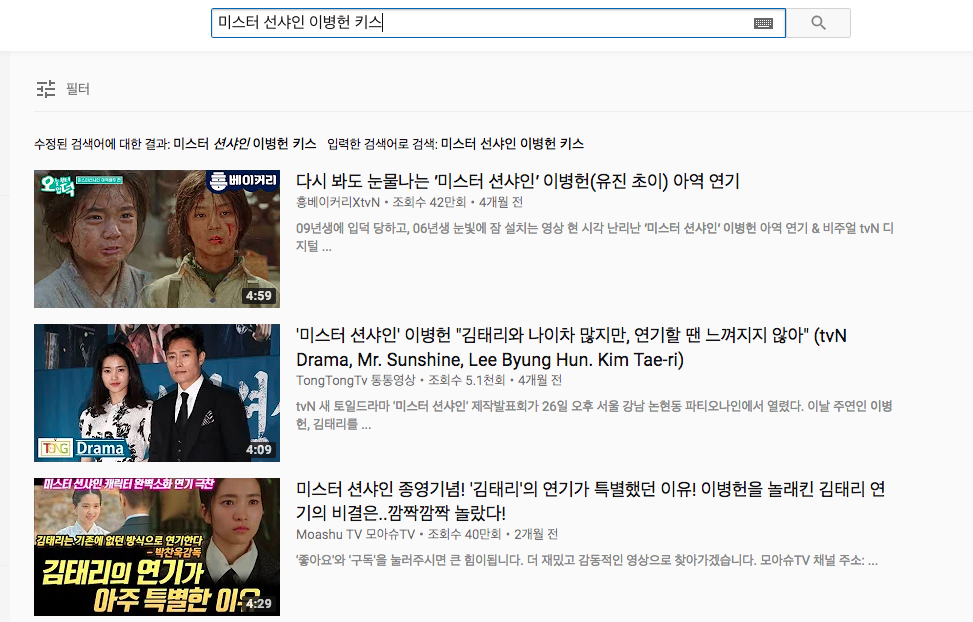 미스터 선샤인 이병헌 키스
필터
수정된 검색어에 대한 결과: 미스터 션샤인 이병헌 키스 입력한 검색어로 검색: 미스터 선샤인 이병헌 키스
흥베이커리
4:59
다시 봐도 눈물나는 ‘미스터 션샤인’ 이병헌(유진 초이) 아역 연기
흥베이커리XtvN • 조회수 42만회 • 4개월 전
09년생에 입덕 당하고, 06년생 눈빛에 잠 설치는 영상 현 시각 난리난 ‘미스터 션샤인’ 이병헌 아역 연기 & 비주얼 tvN 디
지털 ...
TONG Drama
4:09
'미스터 션샤인' 이병헌 "김태리와 나이차 많지만, 연기할 땐 느껴지지 않아" (tvN
Drama, Mr. Sunshine, Lee Byung Hun. Kim Tae-ri)
TongTongTv 통통영상 • 조회수 5.1천회 • 4개월 전
tvN 새 토일드라마 '미스터 션샤인' 제작발표회가 26일 오후 서울 강남 논현동 파티오나인에서 열렸다. 이날 주연인 이병
헌, 김태리를 ...
미스터 션샤인 캐릭터 완벽소화 연기 극찬
김태리는 기존에 없던 방식으로 연기한다
- 박찬욱감독
김태리의 연기가
아주 특별한 이유
4:29
미스터 션샤인 종영기념! '김태리'의 연기가 특별했던 이유! 이병헌을 놀래킨 김태리 연
기의 비결은..깜짝깜짝 놀랐다!
Moashu TV 모아슈TV • 조회수 40만회 • 2개월 전
'좋아요'와 '구독'을 눌러주시면 큰 힘이됩니다. 더 재밌고 감동적인 영상으로 찾아가겠습니다. 모아슈TV 채널 주소: ...